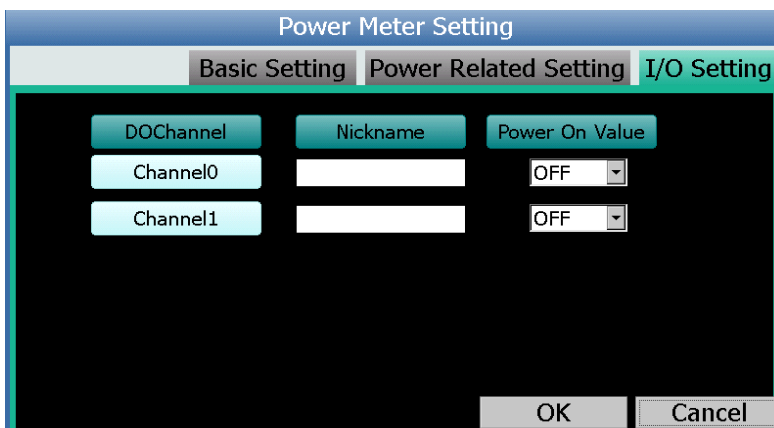 Power Meter Setting
Basic Setting Power Related Setting I/O Setting
DOChannel Nickname Power On Value
Channel0 OFF
Channel1 OFF
OK Cancel